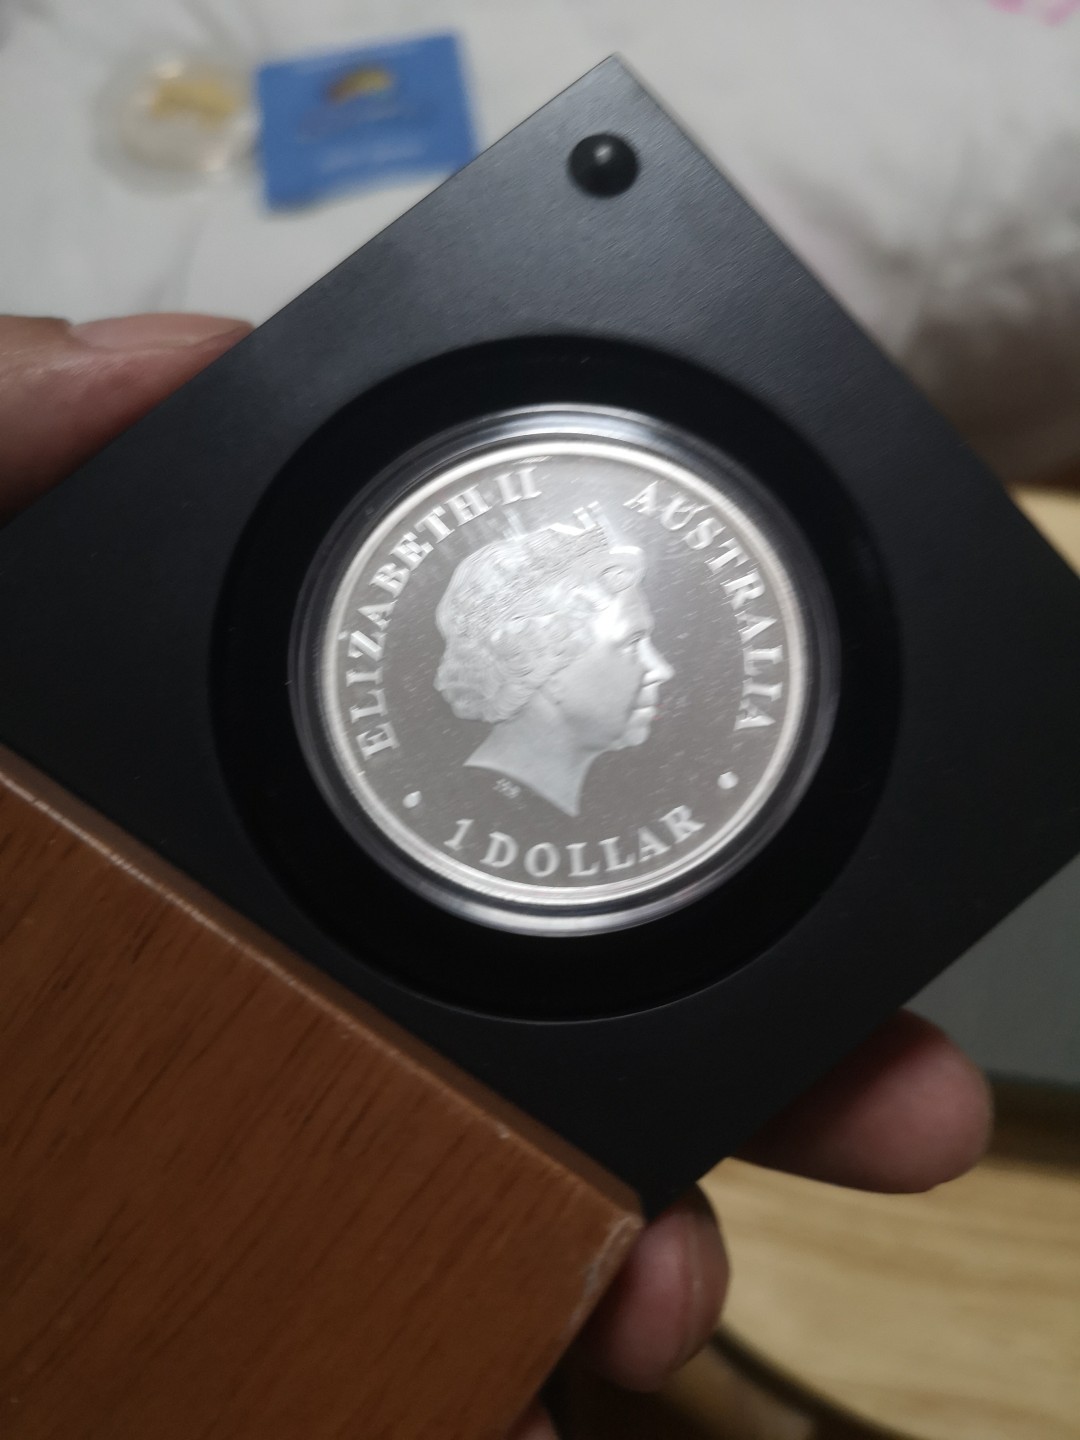 ELIZABETH II
AUSTRALIA
1 DOLLAR